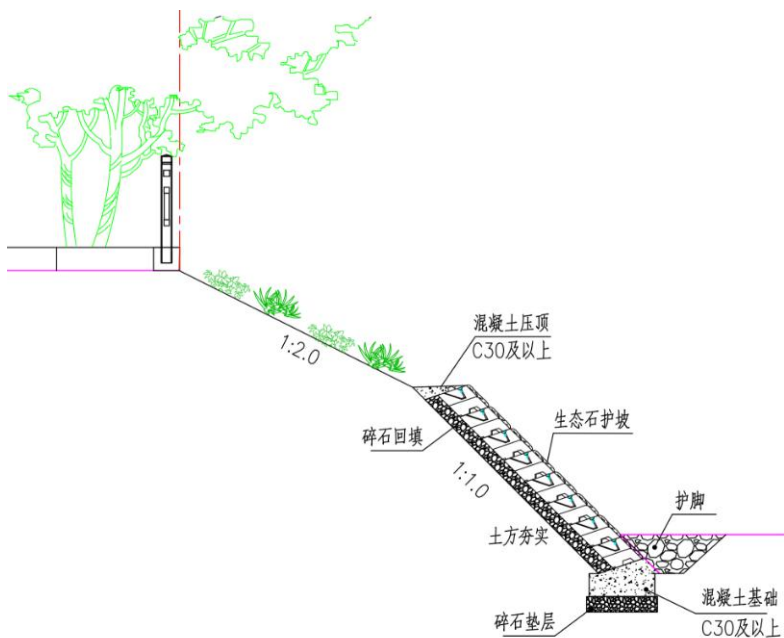 1:2.0
混凝土压顶
C30及以上
碎石回填
生态石护坡
1:1.0
护脚
土方夯实
混凝土基础
碎石垫层
C30及以上